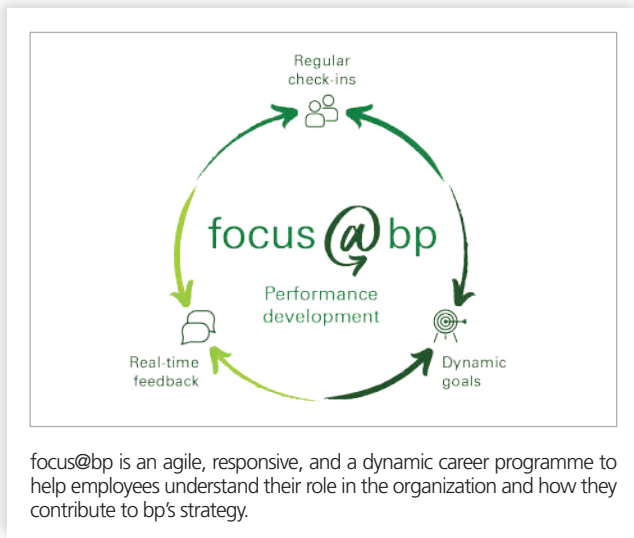 Regular
check-ins
focus@bp
Performance
development
Real-time
feedback
Dynamic
goals
focus@bp is an agile, responsive, and a dynamic career programme to
help employees understand their role in the organization and how they
contribute to bp's strategy.